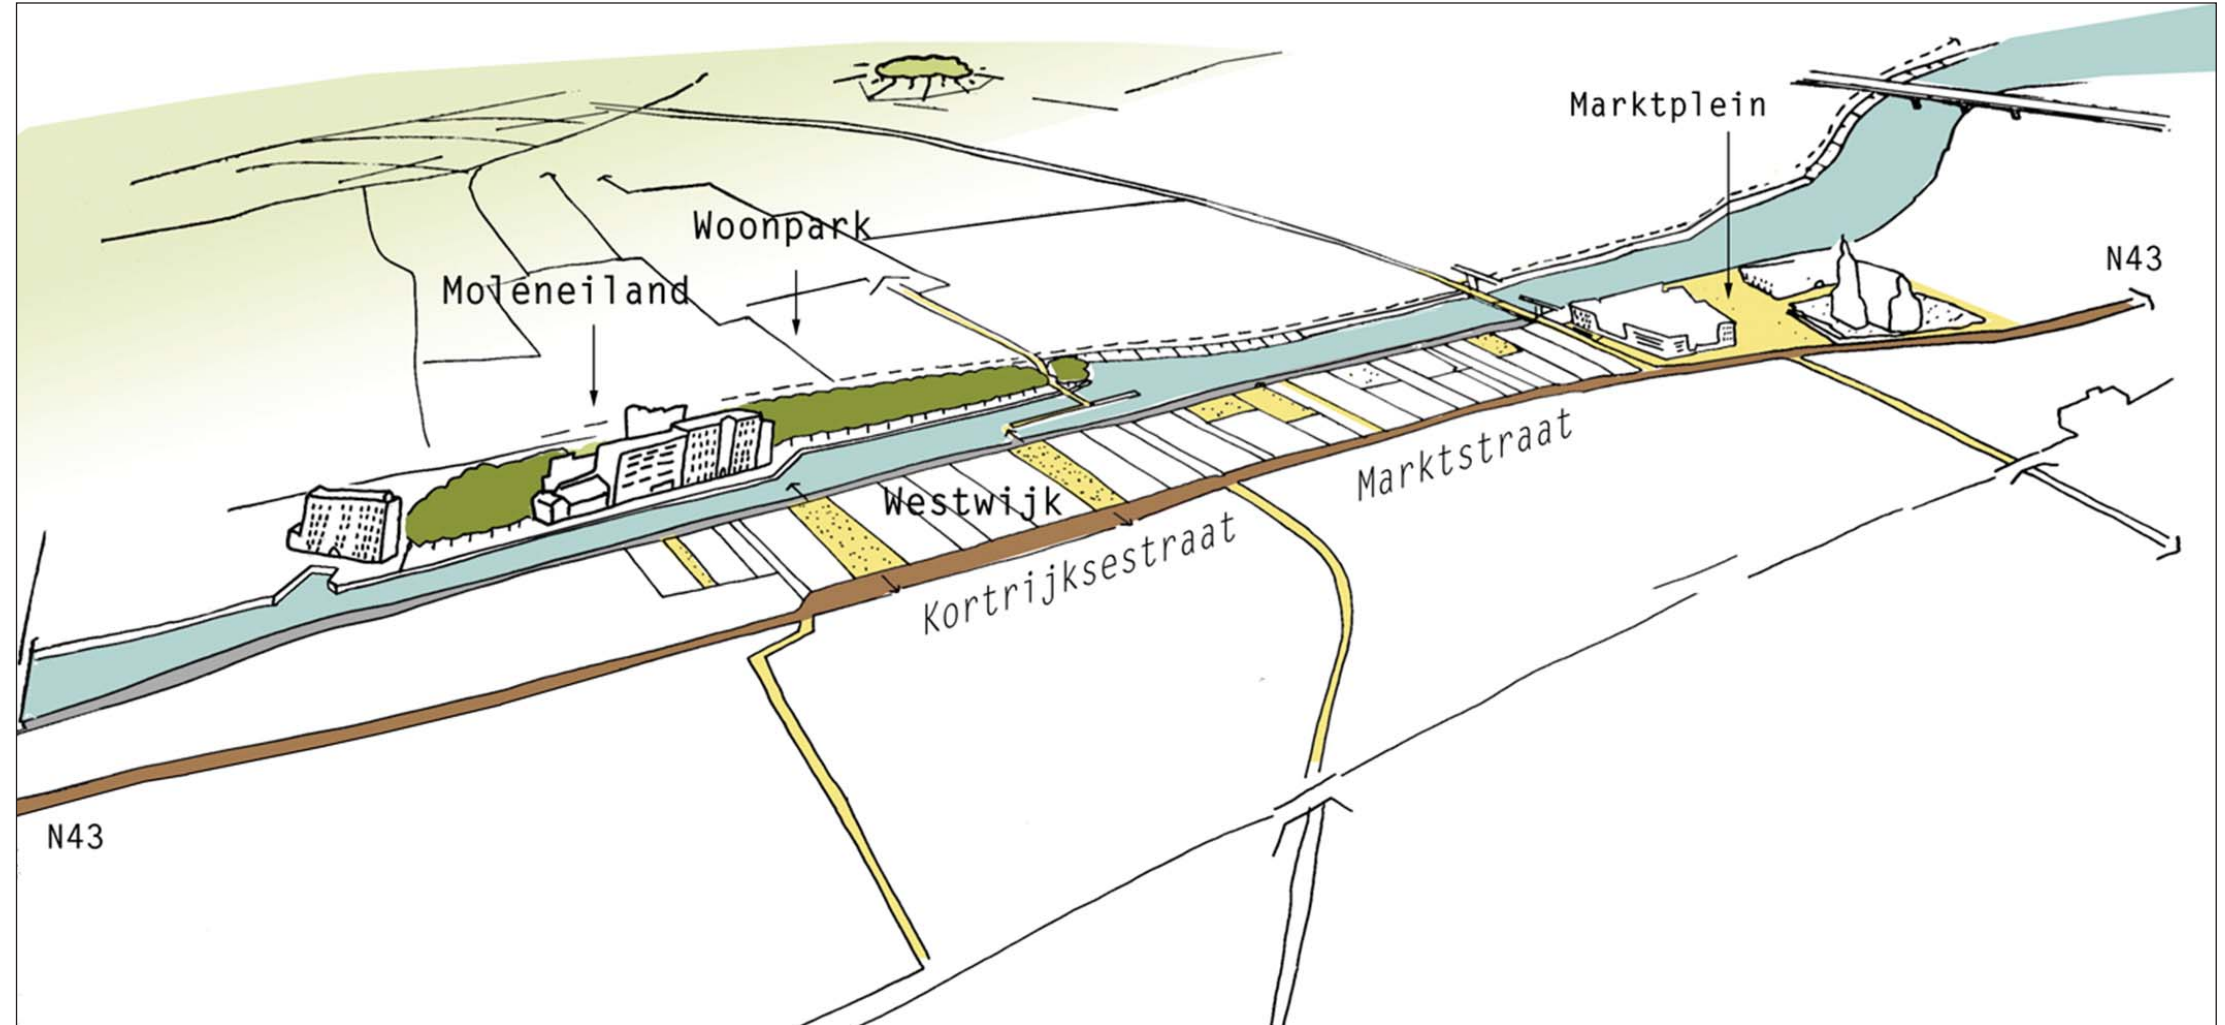 Marktplein
Woonpark
N43
Moleneiland
Marktstraat
Westwijk
Kortrijksestraat
N43